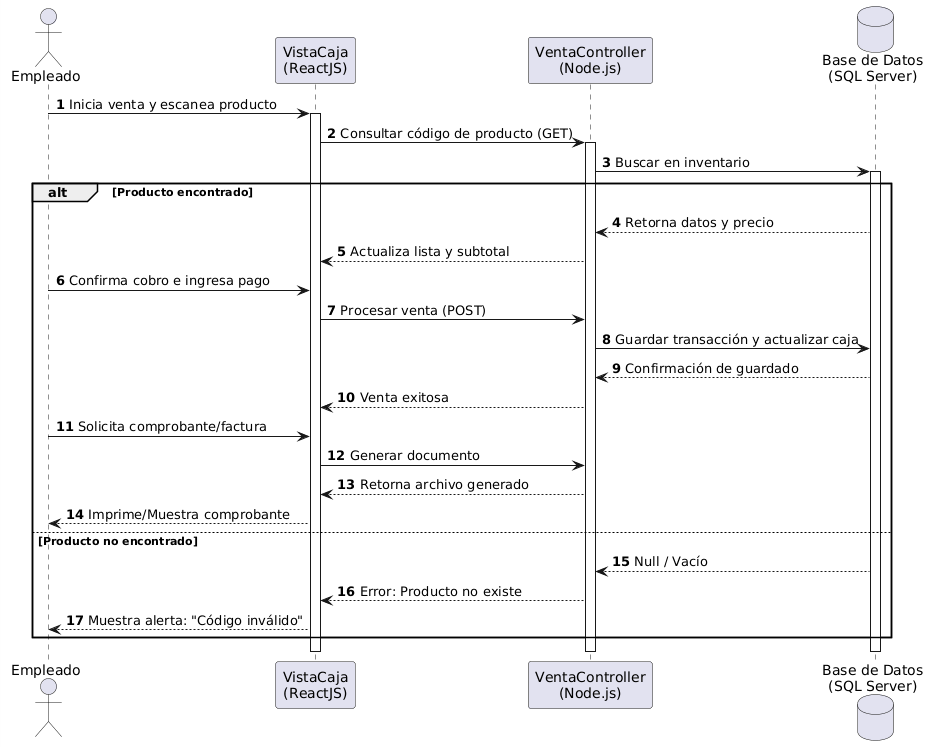 Empleado
VistaCaja
(ReactJS)
VentaController
(Node.js)
Base de Datos
(SQL Server)
1 Inicia venta y escanea producto
2 Consultar código de producto (GET)
3 Buscar en inventario
alt [Producto encontrado]
4 Retorna datos y precio
5 Actualiza lista y subtotal
6 Confirma cobro e ingresa pago
7 Procesar venta (POST)
8 Guardar transacción y actualizar caja
9 Confirmación de guardado
10 Venta exitosa
11 Solicita comprobante/factura
12 Generar documento
13 Retorna archivo generado
14 Imprime/Muestra comprobante
[Producto no encontrado]
15 Null / Vacío
16 Error: Producto no existe
17 Muestra alerta: "Código inválido"
Empleado
VistaCaja
(ReactJS)
VentaController
(Node.js)
Base de Datos
(SQL Server)